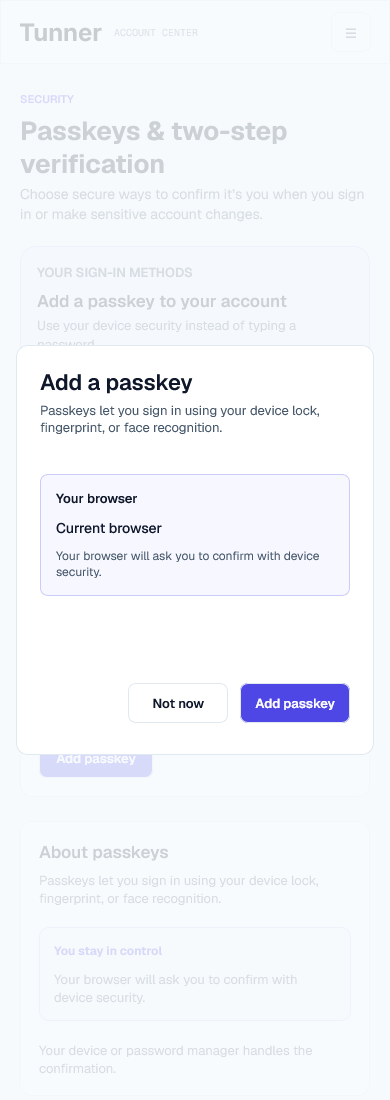 Tunner ACCOUNT CENTER ☰
SECURITY
Passkeys & two-step
verification
Choose secure ways to confirm it's you when you sign
in or make sensitive account changes.
YOUR SIGN-IN METHODS
Add a passkey to your account
Use your device security instead of typing a
password
Add a passkey
Passkeys let you sign in using your device lock,
fingerprint, or face recognition.
Your browser
Current browser
Your browser will ask you to confirm with device
security.
Not now
Add passkey
Add passkey
About passkeys
Passkeys let you sign in using your device lock,
fingerprint, or face recognition.
You stay in control
Your browser will ask you to confirm with
device security.
Your device or password manager handles the
confirmation.